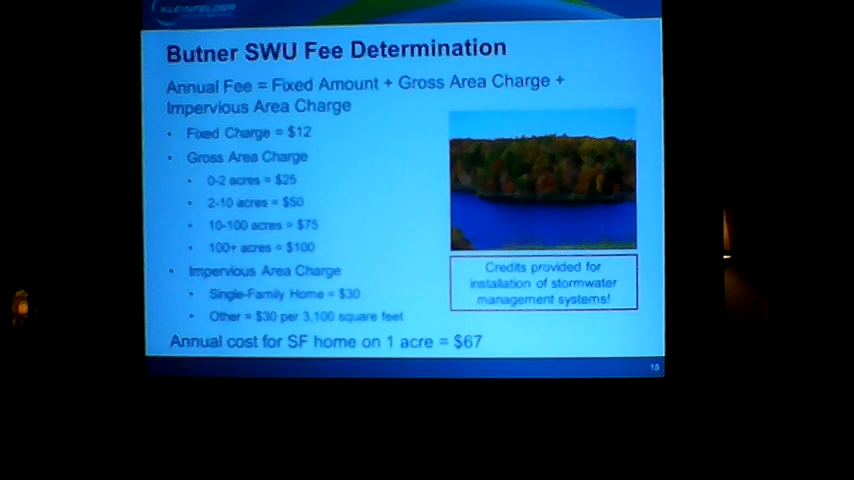 KLEINFELDER
Butner SWU Fee Determination
Annual Fee = Fixed Amount + Gross Area Charge +
Impervious Area Charge
• Fixed Charge = $12
• Gross Area Charge
• 0-2 acres = $25
• 2-10 acres = $50
• 10-100 acres = $75
• 100+ acres = $100
• Impervious Area Charge
• Single-Family Home = $30
• Other = $30 per 3,100 square feet
Credits provided for
installation of stormwater
management systems!
Annual cost for SF home on 1 acre = $67